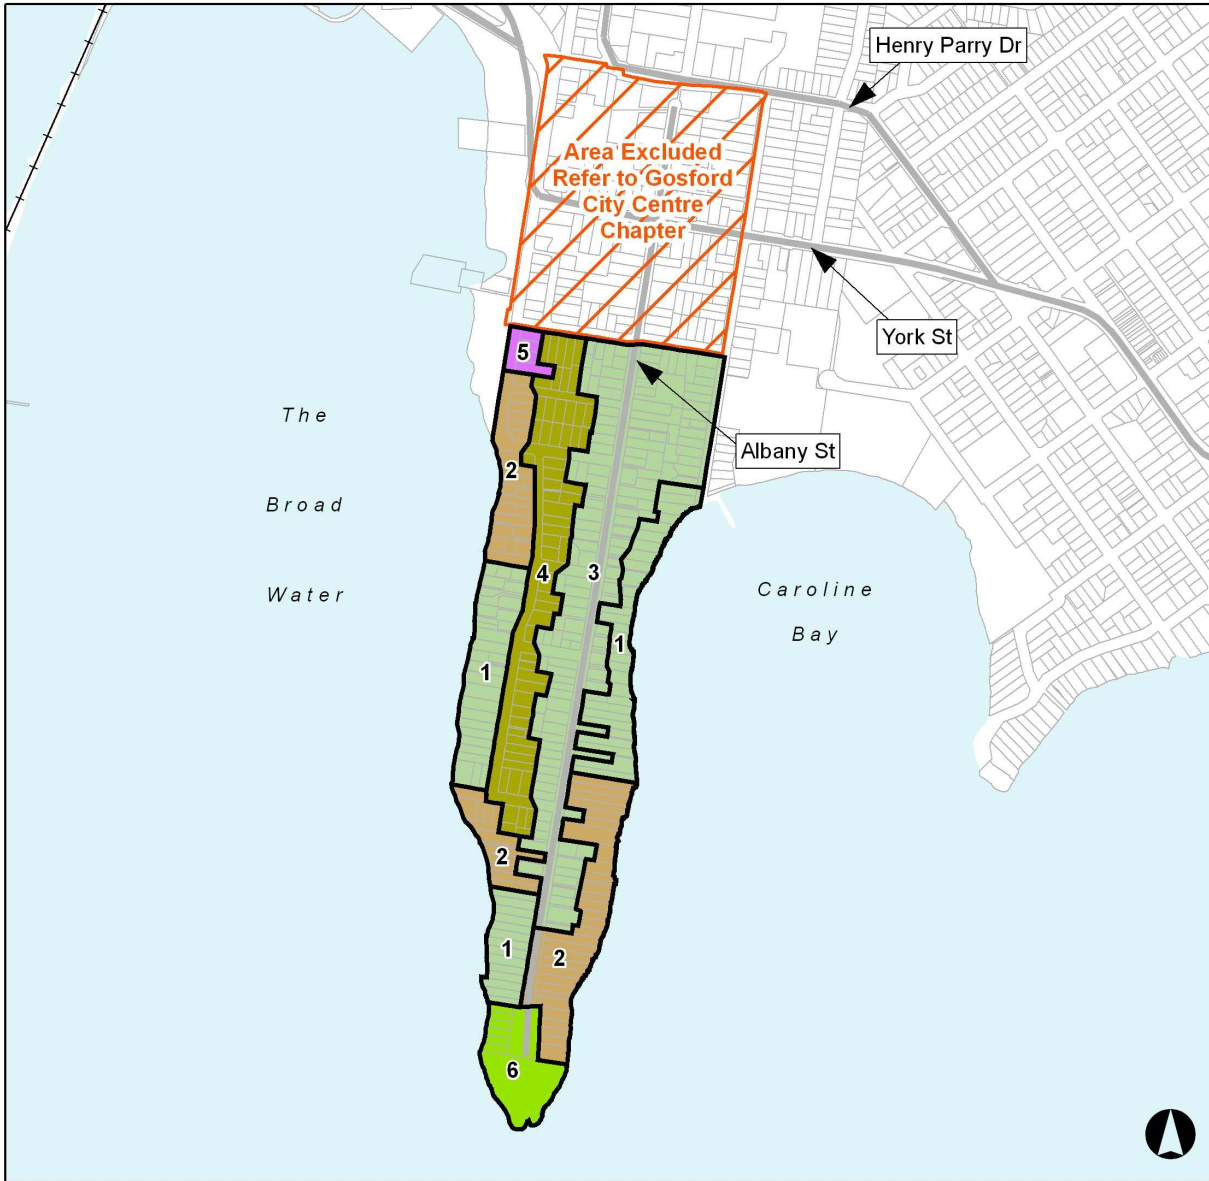 Henry Parry Dr
Area Excluded
Refer to Gosford
City Centre
Chapter
York St
5
The
2
Albany St
Broad
4
3
Water
Caroline
Bay
1
1
2
1
2
6